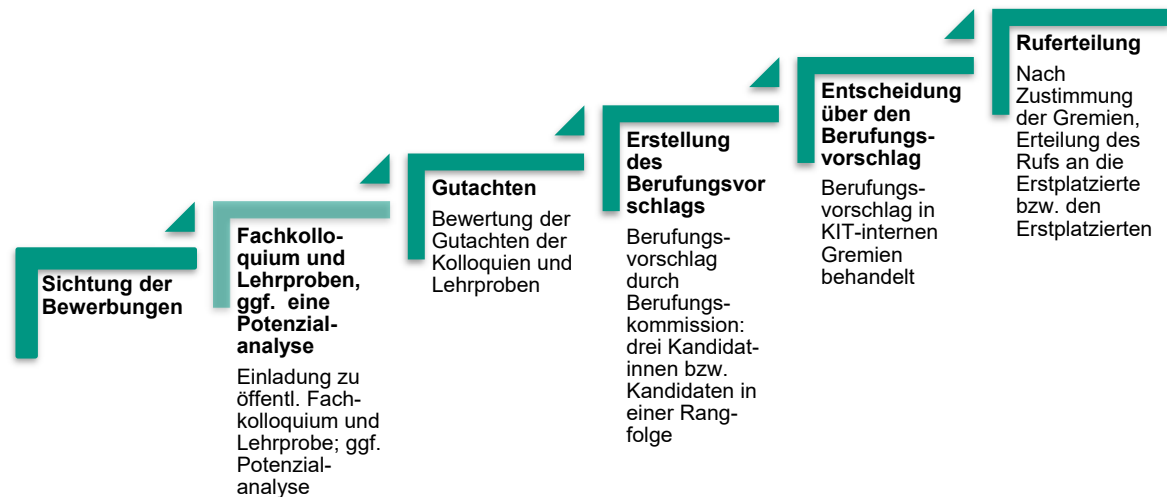 Sichtung der
Bewerbungen
Fachkollo-
quium und
Lehrproben,
ggf. eine
Potenzial-
analyse
Einladung zu
öffentl. Fach-
kolloquium und
Lehrprobe; ggf.
Potenzial-
analyse
Gutachten
Bewertung der
Gutachten der
Kolloquien und
Lehrproben
Erstellung
des
Berufungsvor
schlags
Berufungs-
vorschlag
durch
Berufungs-
kommission:
drei Kandidat-
innen bzw.
Kandidaten in
einer Rang-
folge
Entscheidung
über den
Berufungs-
vorschlag
Berufungs-
vorschlag in
KIT-internen
Gremien
behandelt
Ruferteilung
Nach
Zustimmung
der Gremien,
Erteilung des
Rufs an die
Erstplatzierte
bzw. den
Erstplatzierten